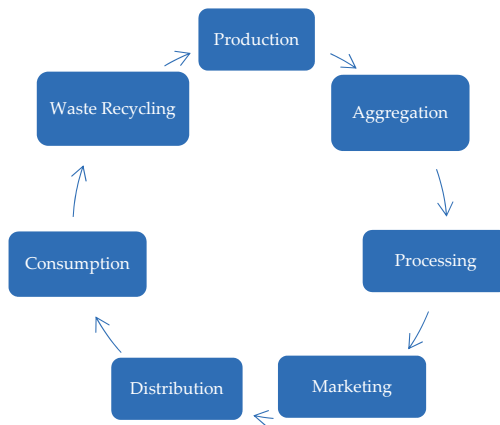 Production
Aggregation
Processing
Marketing
Distribution
Consumption
Waste Recycling